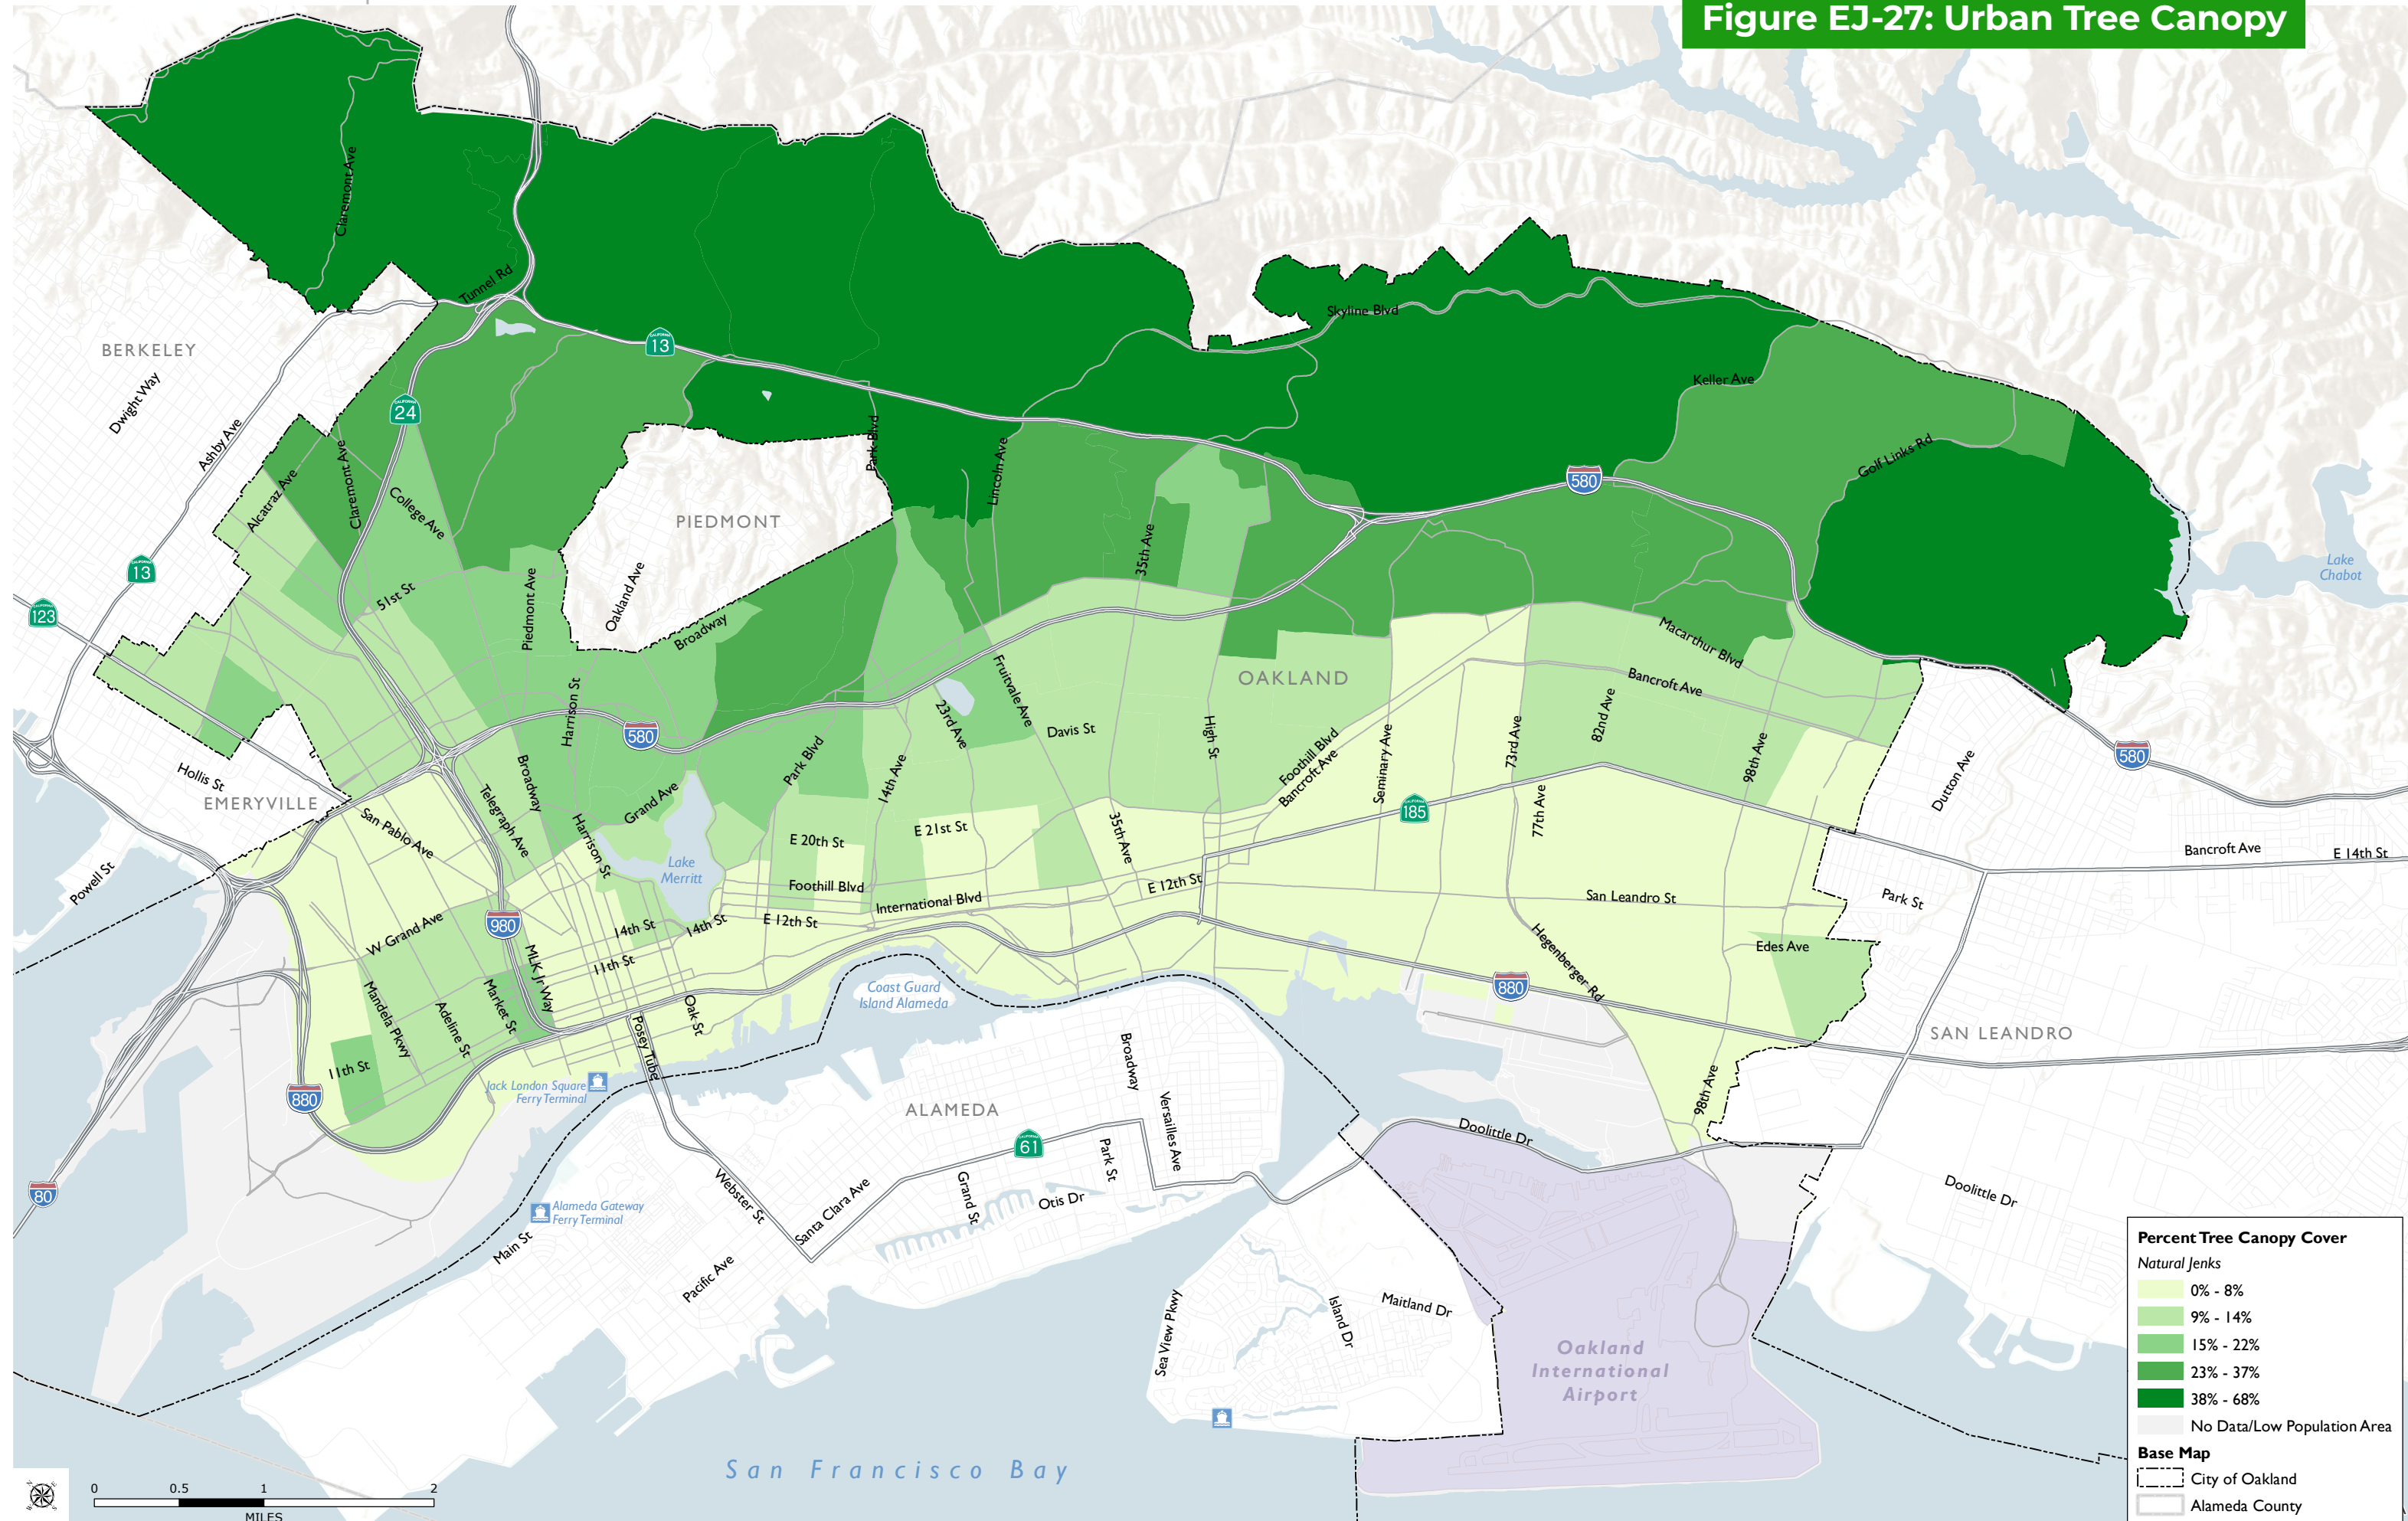 Figure EJ-27: Urban Tree Canopy
Claremont Ave
Tunnel Rd
CALIFORNIA
13
Skyline Blvd
BERKELEY
Dwight Way
Ashby Ave
CALIFORNIA
24
Keller Ave
Park Blvd
Lincoln Ave
Golf Links Rd
Claremont Ave
College Ave
Alcatraz Ave
PIEDMONT
580
35th Ave
Lake
Chabot
CALIFORNIA
13
CALIFORNIA
123
51st St
Piedmont Ave
Oakland Ave
Broadway
Macarthur Blvd
Bancroft Ave
OAKLAND
Harrison St
580
Fruitvale Ave
23rd Ave
Davis St
High St
Foothill Blvd
Bancroft Ave
Seminary Ave
73rd Ave
82nd Ave
98th Ave
580
Hollis St
EMERYVILLE
Broadway
Park Blvd
14th Ave
Dutton Ave
San Pablo Ave
Telegraph Ave
Grand Ave
Harrison St
CALIFORNIA
185
77th Ave
E 20th St
E 21st St
35th Ave
Bancroft Ave
E 14th St
Powell St
Lake
Merritt
Foothill Blvd
International Blvd
E 12th St
San Leandro St
Park St
W Grand Ave
980
14th St
14th St
E 12th St
MLK Jr Way
11th St
Edes Ave
Hegenberger Rd
Mandela Pkwy
Adeline St
Market St
Oak St
Posey Tube
Coast Guard
Island Alameda
880
SAN LEANDRO
11th St
880
Jack London Square
Ferry Terminal
ALAMEDA
Broadway
Versailles Ave
98th Ave
CALIFORNIA
61
Doolittle Dr
Park St
80
Webster St
Santa Clara Ave
Grand St
Otis Dr
Doolittle Dr
Alameda Gateway
Ferry Terminal
Main St
Pacific Ave
Sea View Pkwy
Island Dr
Maitland Dr
Oakland
International
Airport
San Francisco Bay
0 0.5 1 2
MILES
Percent Tree Canopy Cover
Natural Jenks
0% - 8%
9% - 14%
15% - 22%
23% - 37%
38% - 68%
No Data/Low Population Area
Base Map
City of Oakland
Alameda County